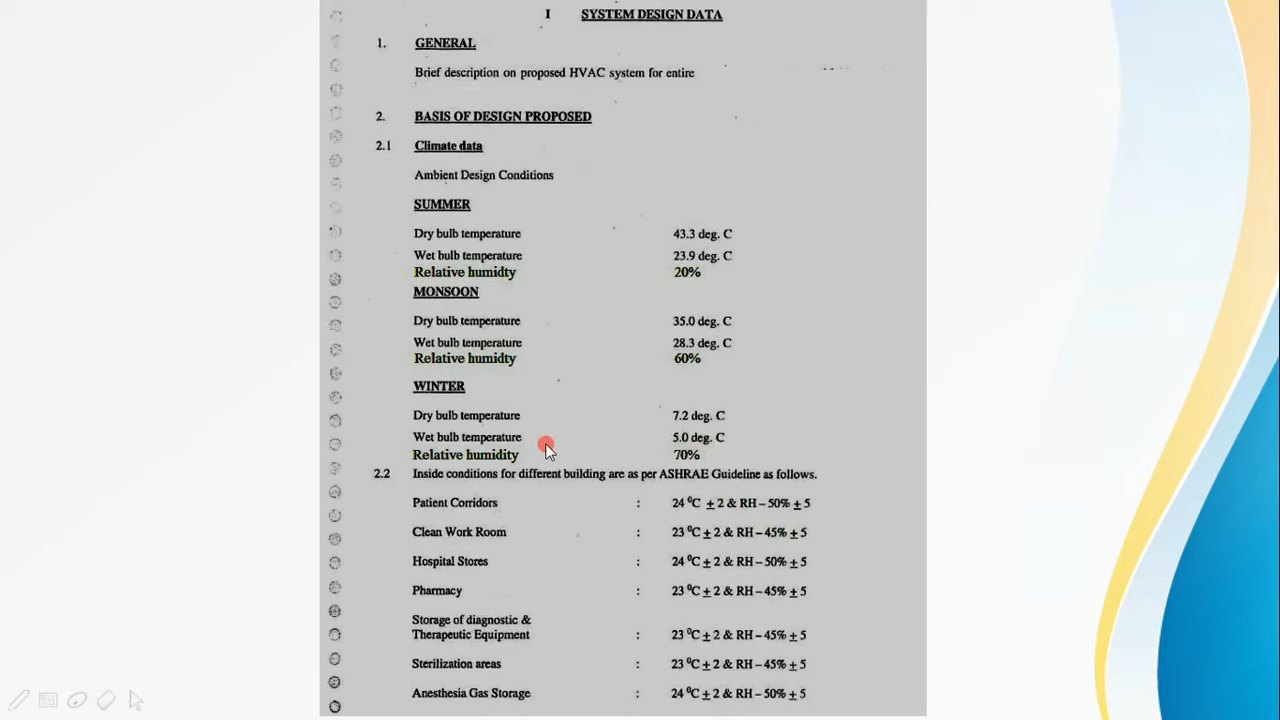 I SYSTEM DESIGN DATA
1. GENERAL
Brief description on proposed HVAC system for entire
2. BASIS OF DESIGN PROPOSED
2.1 Climate data
Ambient Design Conditions
SUMMER
Dry bulb temperature 43.3 deg. C
Wet bulb temperature 23.9 deg. C
Relative humidty 20%
MONSOON
Dry bulb temperature 35.0 deg. C
Wet bulb temperature 28.3 deg. C
Relative humidty 60%
WINTER
Dry bulb temperature 7.2 deg. C
Wet bulb temperature 5.0 deg. C
Relative humidity 70%
2.2 Inside conditions for different building are as per ASHRAE Guideline as follows.
Patient Corridors : 24 ⁰C ± 2 & RH – 50% ± 5
Clean Work Room : 23 ⁰C ± 2 & RH – 45% ± 5
Hospital Stores : 24 ⁰C ± 2 & RH – 50% ± 5
Pharmacy : 23 ⁰C ± 2 & RH – 45% ± 5
Storage of diagnostic &
Therapeutic Equipment : 23 ⁰C ± 2 & RH – 45% ± 5
Sterilization areas : 23 ⁰C ± 2 & RH – 45% ± 5
Anesthesia Gas Storage : 24 ⁰C ± 2 & RH – 50% ± 5